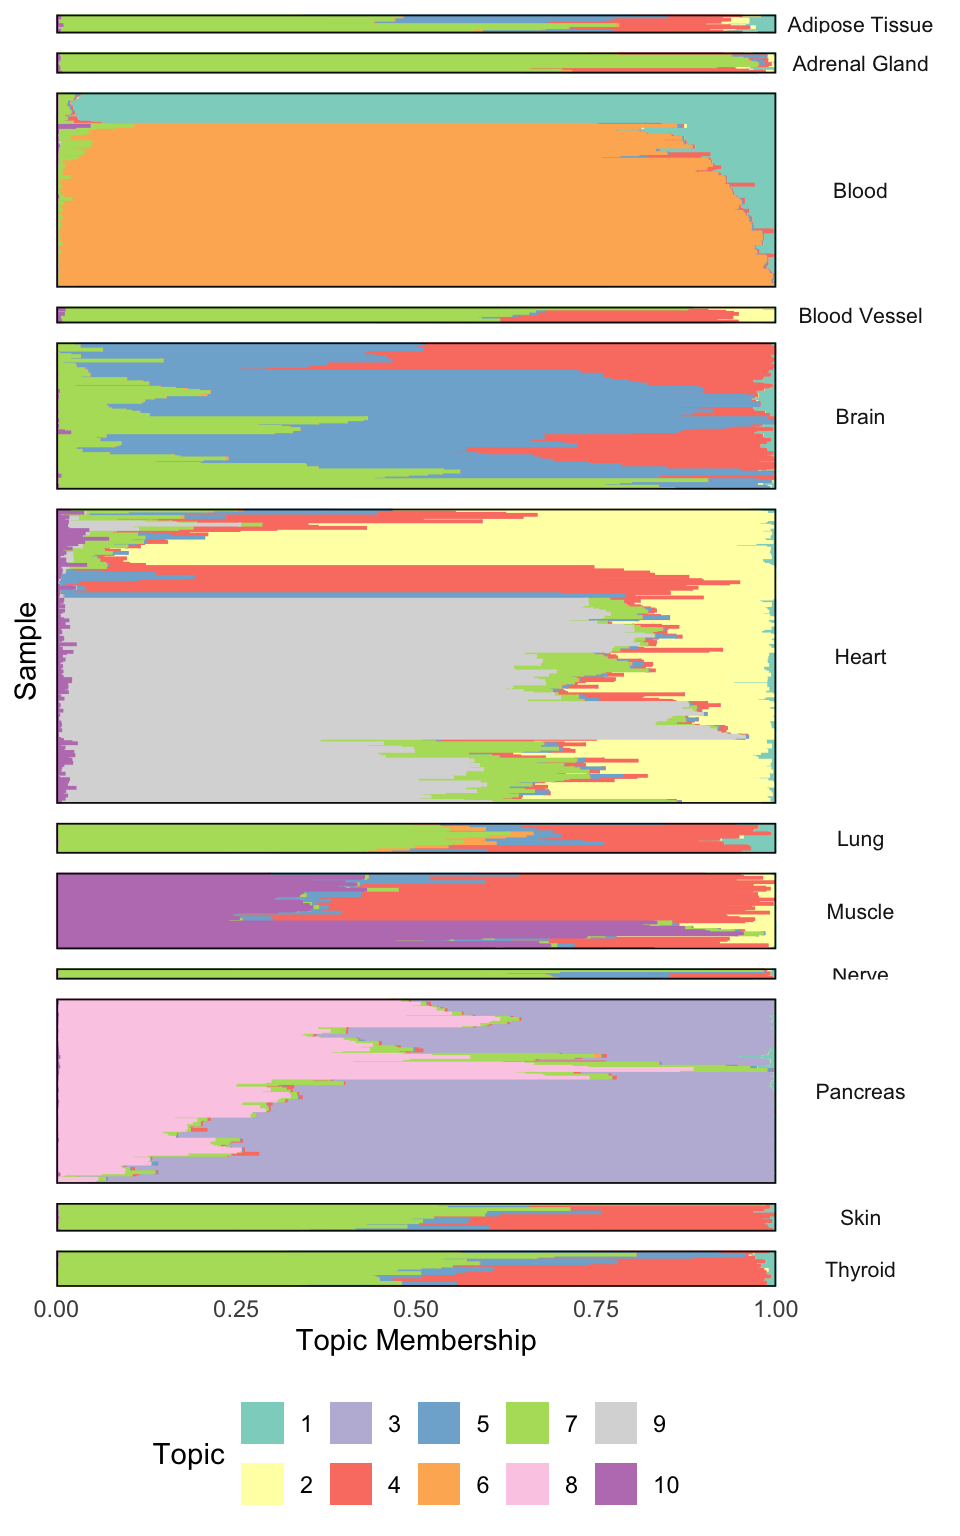 Adipose Tissue
Adrenal Gland
Blood
Blood Vessel
Brain
Heart
Lung
Muscle
Nerve
Pancreas
Skin
Thyroid
Sample
0.00 0.25 0.50 0.75 1.00
Topic Membership
Topic
1 3 5 7 9
2 4 6 8 10